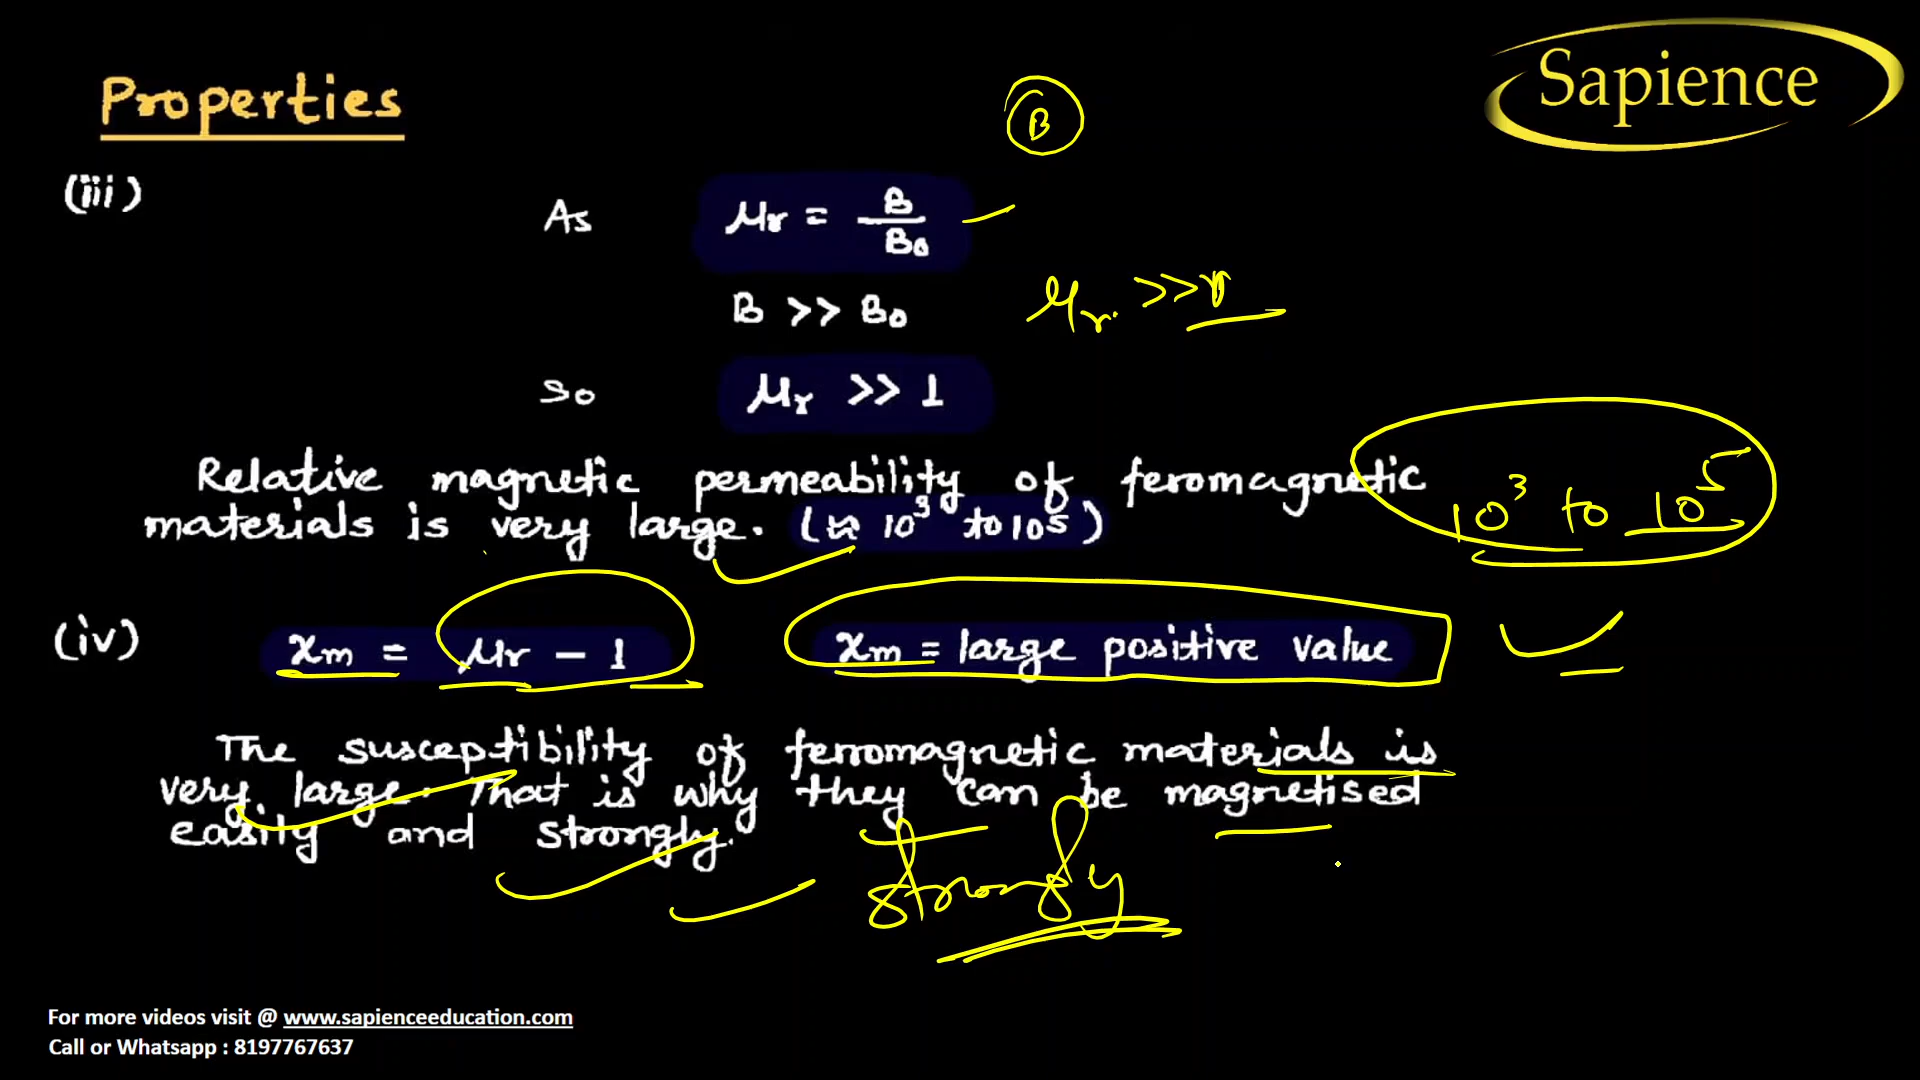 Sapience
Properties
B
(iii)
As μr = B/B0
B >> B0
μr. >>1
So μr >> 1
Relative magnetic permeability of feromagnetic
materials is very large. (≈ 10³ to 105)
10³ to 10⁵
(iv) χm = μr - 1 χm = large positive value
The susceptibility of ferromagnetic materials is
very large. That is why they can be magnetised
easity and strongly.
strongly
For more videos visit @ www.sapienceeducation.com
Call or Whatsapp : 8197767637